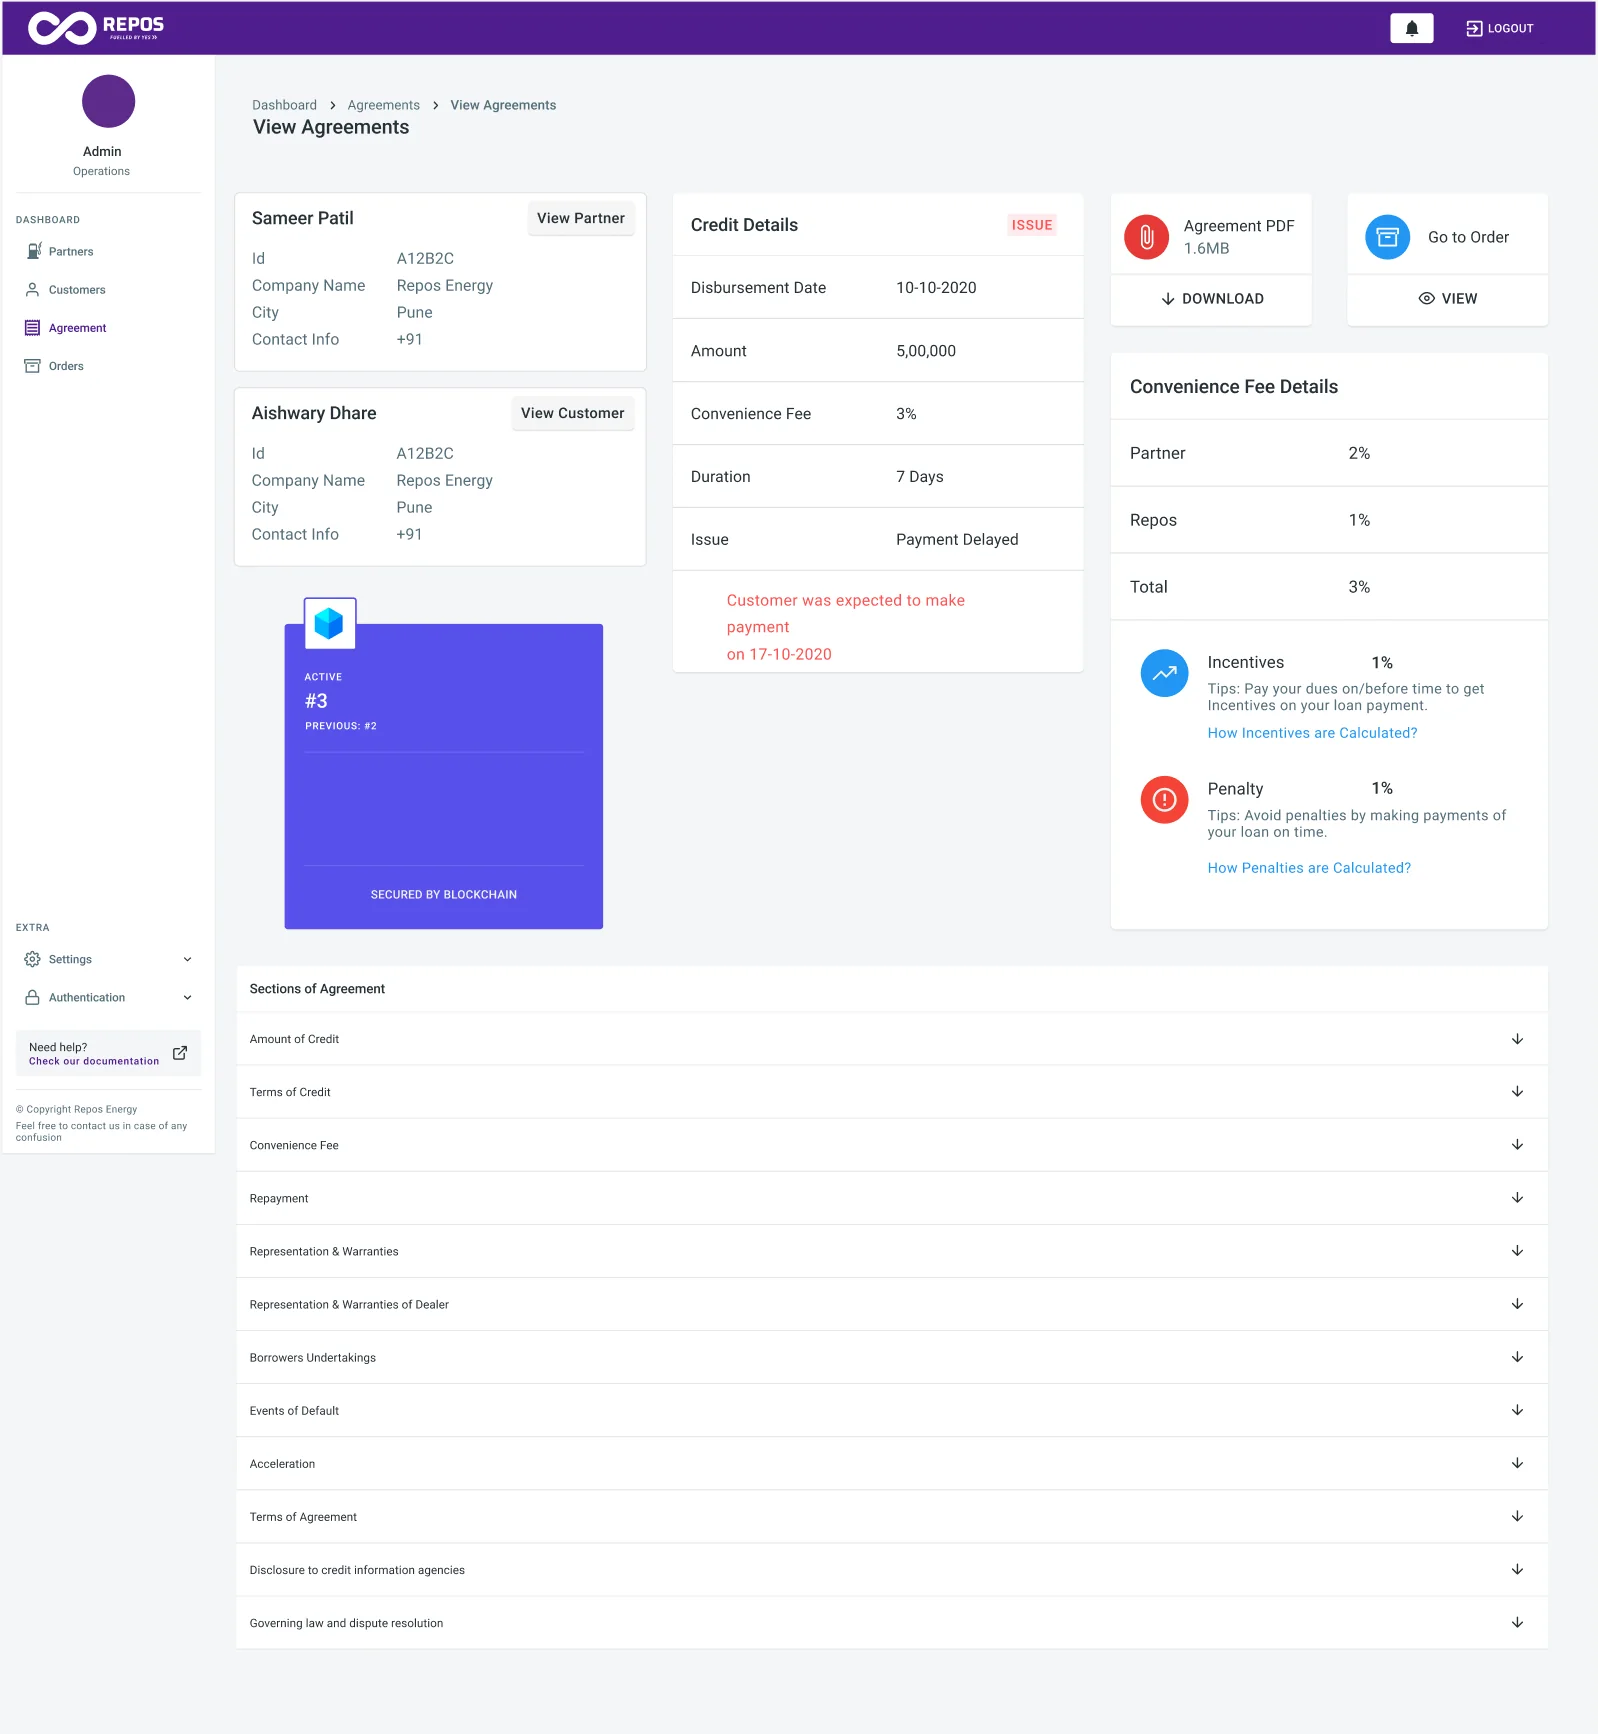 REPOS
FUELLED BY YES
LOGOUT
Admin
Operations
DASHBOARD
Partners
Customers
Agreement
Orders
EXTRA
Settings
Authentication
Need help?
Check our documentation
© Copyright Repos Energy
Feel free to contact us in case of any
confusion
Dashboard > Agreements > View Agreements
View Agreements
Sameer Patil
View Partner
Id A12B2C
Company Name Repos Energy
City Pune
Contact Info +91
Aishwary Dhare
View Customer
Id A12B2C
Company Name Repos Energy
City Pune
Contact Info +91
ACTIVE
#3
PREVIOUS: #2
SECURED BY BLOCKCHAIN
Credit Details
ISSUE
Disbursement Date 10-10-2020
Amount 5,00,000
Convenience Fee 3%
Duration 7 Days
Issue Payment Delayed
Customer was expected to make
payment
on 17-10-2020
Agreement PDF
1.6MB
DOWNLOAD
Go to Order
VIEW
Convenience Fee Details
Partner 2%
Repos 1%
Total 3%
Incentives 1%
Tips: Pay your dues on/before time to get
Incentives on your loan payment.
How Incentives are Calculated?
Penalty 1%
Tips: Avoid penalties by making payments of
your loan on time.
How Penalties are Calculated?
Sections of Agreement
Amount of Credit
Terms of Credit
Convenience Fee
Repayment
Representation & Warranties
Representation & Warranties of Dealer
Borrowers Undertakings
Events of Default
Acceleration
Terms of Agreement
Disclosure to credit information agencies
Governing law and dispute resolution